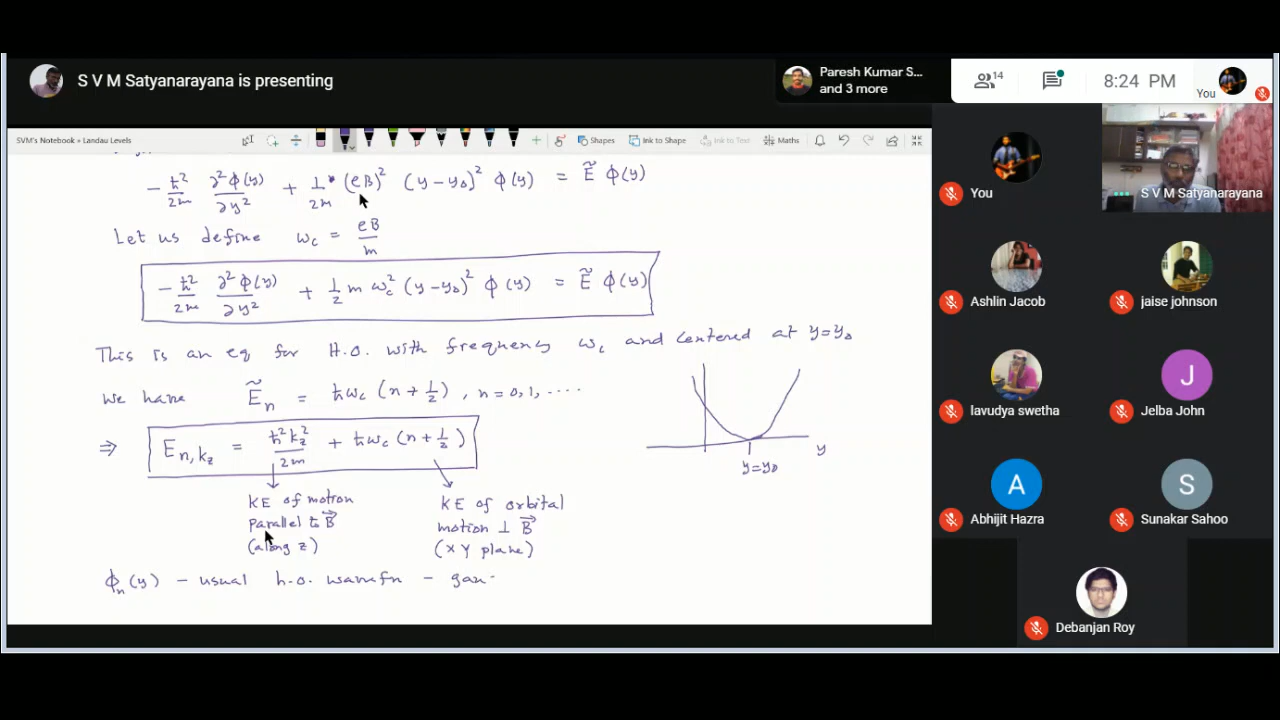 S V M Satyanarayana is presenting
Paresh Kumar S...
and 3 more
14
8:24 PM
You
SVM's Notebook » Landau Levels
Shapes
Ink to Shape
Ink to Text
Maths
-ħ²/2m ∂²φ(y)/∂y² + 1/2m (eB)² (y-y₀)² φ(y) = Ẽ φ(y)
Let us define ω_c = eB/m
-ħ²/2m ∂²φ(y)/∂y² + 1/2 m ω_c² (y-y₀)² φ(y) = Ẽ φ(y)
This is an eq for H.O. with frequency ω_c and centered at y=y₀
We have Ẽ_n = ħω_c (n + 1/2), n = 0, 1, ....
⇒ E_n,k_z = ħ²k_z²/2m + ħω_c (n + 1/2)
y
y=y₀
KE of motion
parallel to B⃗
(along z)
KE of orbital
motion ⊥ B⃗
(XY plane)
φ_n(y) - usual h.o. wavefn - gau
You
S V M Satyanarayana
Ashlin Jacob
jaise johnson
lavudya swetha
J
Jelba John
A
Abhijit Hazra
S
Sunakar Sahoo
Debanjan Roy